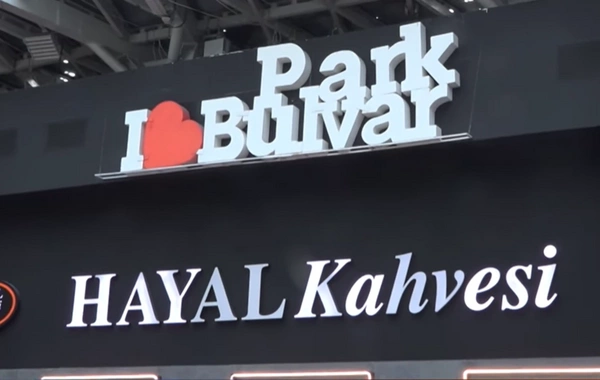 Park
I Bulvar
HAYAL Kahvesi